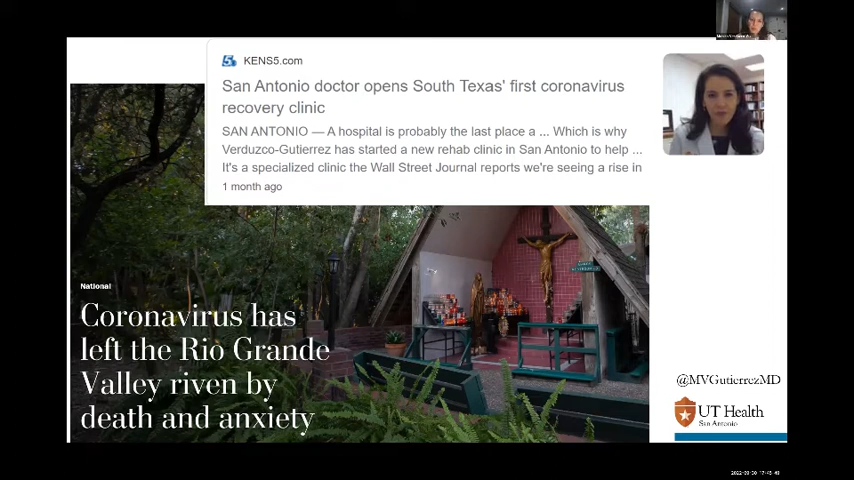 KENS5.com
San Antonio doctor opens South Texas' first coronavirus
recovery clinic
SAN ANTONIO — A hospital is probably the last place a ... Which is why
Verduzco-Gutierrez has started a new rehab clinic in San Antonio to help ...
It's a specialized clinic the Wall Street Journal reports we're seeing a rise in
1 month ago
National
Coronavirus has
left the Rio Grande
Valley riven by
death and anxiety
@MVGutierrezMD
UT Health
San Antonio